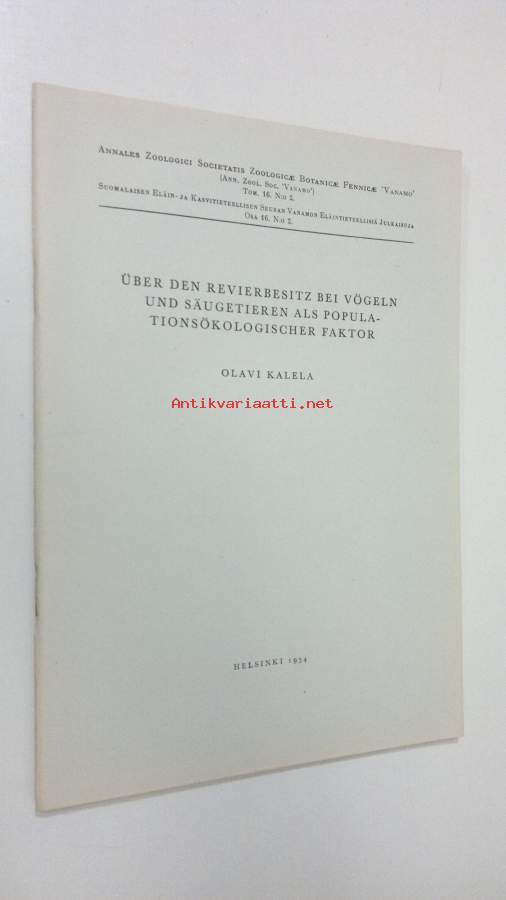 ANNALES ZOOLOGICI SOCIETATIS ZOOLOGICÆ BOTANICÆ FENNICÆ 'VANAMO'
(ANN. ZOOL. SOC. 'VANAMO')
TOM. 16. N:o 2.
SUOMALAISEN ELÄIN- JA KASVITIETEELLISEN SEURAN VANAMON ELÄINTIETEELLISIÄ JULKAISUJA
OSA 16. N:o 2.
ÜBER DEN REVIERBESITZ BEI VÖGELN
UND SÄUGETIEREN ALS POPULA-
TIONSÖKOLOGISCHER FAKTOR
OLAVI KALELA
Antikvariaatti.net
HELSINKI 1954